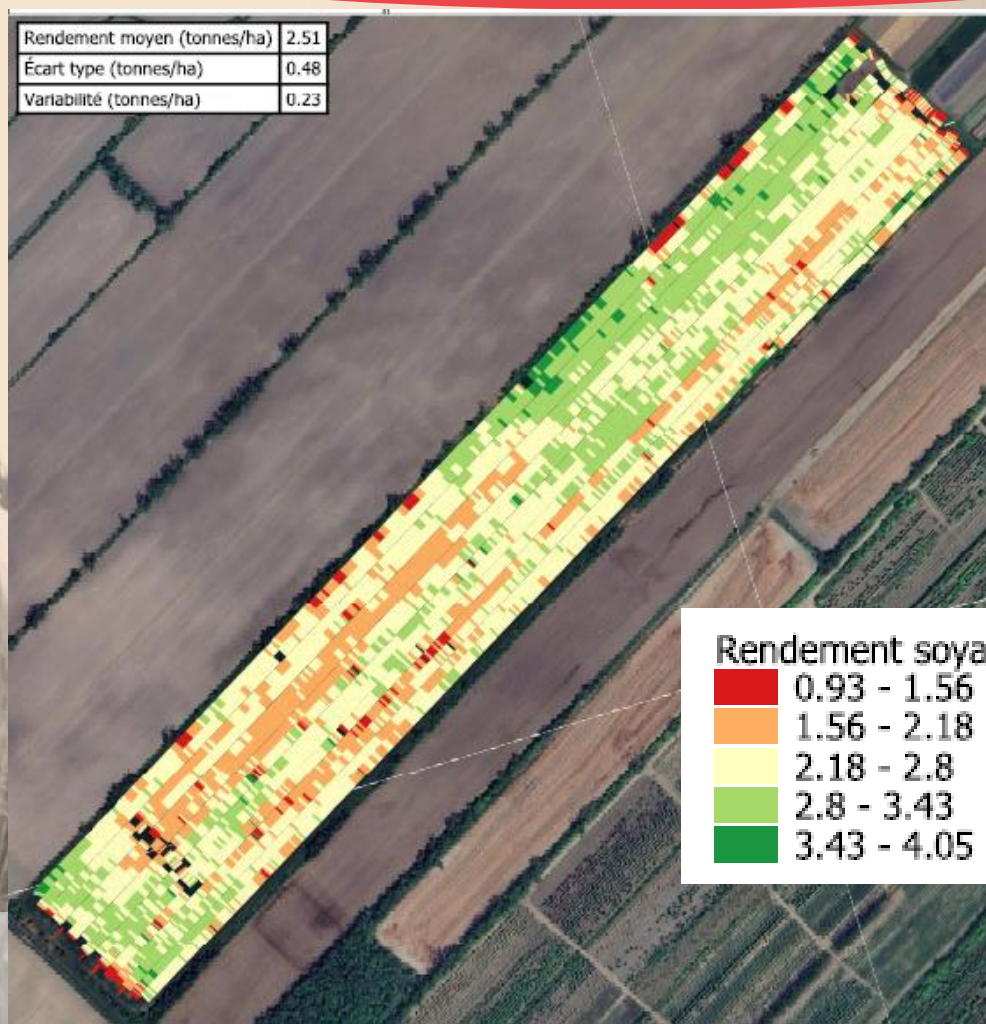 Rendement moyen (tonnes/ha) 2.51
Écart type (tonnes/ha) 0.48
Variabilité (tonnes/ha) 0.23
Rendement soya
0.93 - 1.56
1.56 - 2.18
2.18 - 2.8
2.8 - 3.43
3.43 - 4.05